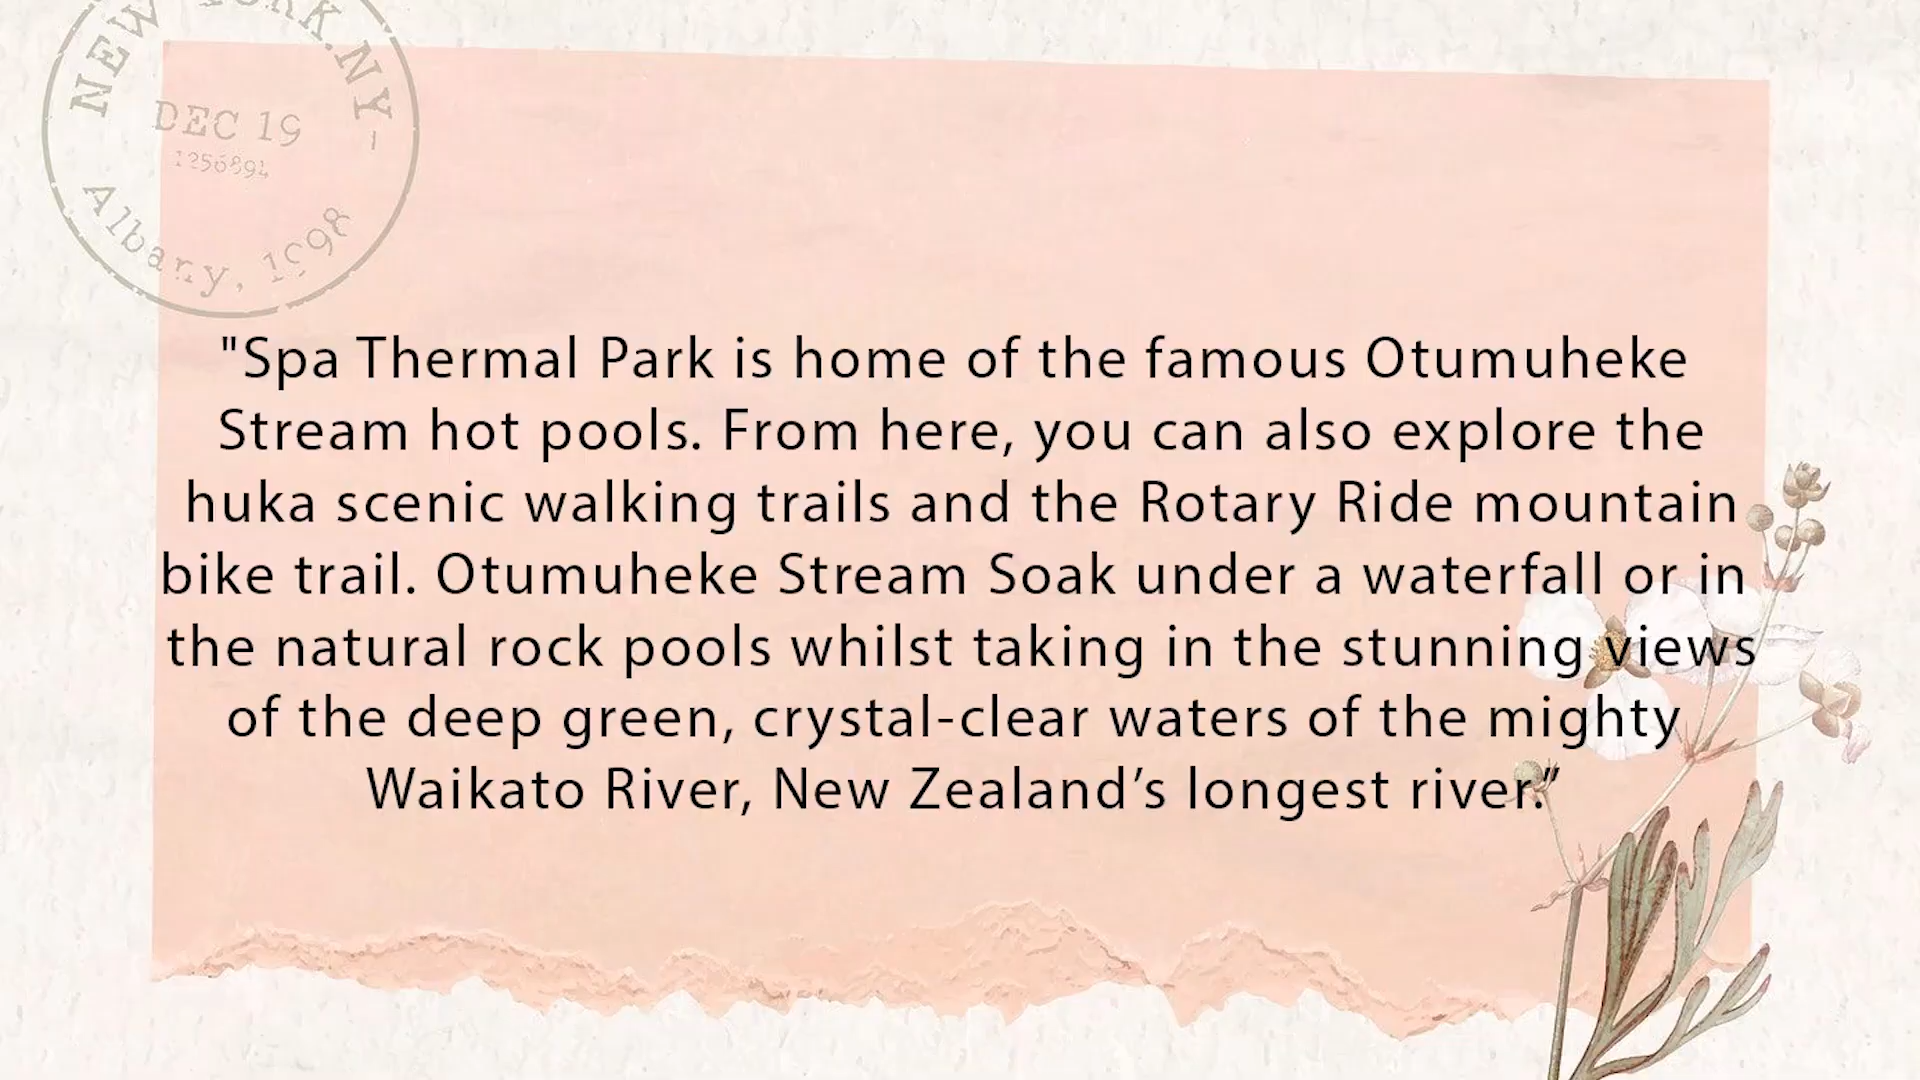 NEW YORK.NY-
DEC 19
1256894
Albany, 1998
"Spa Thermal Park is home of the famous Otumuheke
Stream hot pools. From here, you can also explore the
huka scenic walking trails and the Rotary Ride mountain
bike trail. Otumuheke Stream Soak under a waterfall or in
the natural rock pools whilst taking in the stunning views
of the deep green, crystal-clear waters of the mighty
Waikato River, New Zealand’s longest river.”